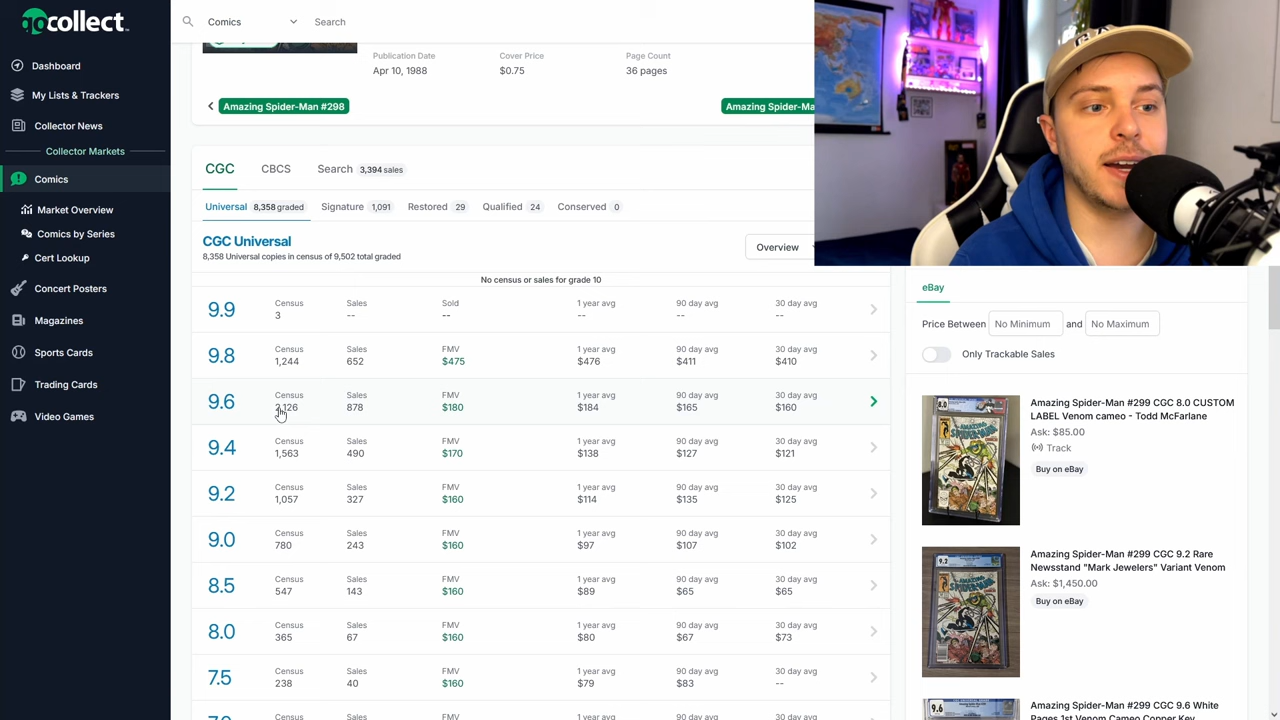 GOcollect™
Comics
Search
Dashboard
My Lists & Trackers
Collector News
Collector Markets
Comics
Market Overview
Comics by Series
Cert Lookup
Concert Posters
Magazines
Sports Cards
Trading Cards
Video Games
Publication Date
Cover Price
Page Count
Apr 10, 1988
$0.75
36 pages
Amazing Spider-Man #298
Amazing Spider-Ma
CGC
CBCS
Search 3,394 sales
Universal 8,358 graded
Signature 1,091
Restored 29
Qualified 24
Conserved 0
CGC Universal
8,358 Universal copies in census of 9,502 total graded
Overview
No census or sales for grade 10
9.9
Census Sales Sold 1 year avg 90 day avg 30 day avg
3 -- -- -- -- --
9.8
Census Sales FMV 1 year avg 90 day avg 30 day avg
1,244 652 $475 $476 $411 $410
9.6
Census Sales FMV 1 year avg 90 day avg 30 day avg
878 $180 $184 $165 $160
9.4
Census Sales FMV 1 year avg 90 day avg 30 day avg
1,563 490 $170 $138 $127 $121
9.2
Census Sales FMV 1 year avg 90 day avg 30 day avg
1,057 327 $160 $114 $135 $125
9.0
Census Sales FMV 1 year avg 90 day avg 30 day avg
780 243 $160 $97 $107 $102
8.5
Census Sales FMV 1 year avg 90 day avg 30 day avg
547 143 $160 $89 $65 $65
8.0
Census Sales FMV 1 year avg 90 day avg 30 day avg
365 67 $160 $80 $67 $73
7.5
Census Sales FMV 1 year avg 90 day avg 30 day avg
238 40 $160 $79 $83 --
eBay
Price Between No Minimum and No Maximum
Only Trackable Sales
Amazing Spider-Man #299 CGC 8.0 CUSTOM
LABEL Venom cameo - Todd McFarlane
Ask: $85.00
Track
Buy on eBay
8.0
SPIDER-MAN
Amazing Spider-Man #299 CGC 9.2 Rare
Newsstand "Mark Jewelers" Variant Venom
Ask: $1,450.00
Buy on eBay
9.2
SPIDER-MAN
Amazing Spider-Man #299 CGC 9.6 White
Pages 1st Venom Cameo Copper Key
9.6